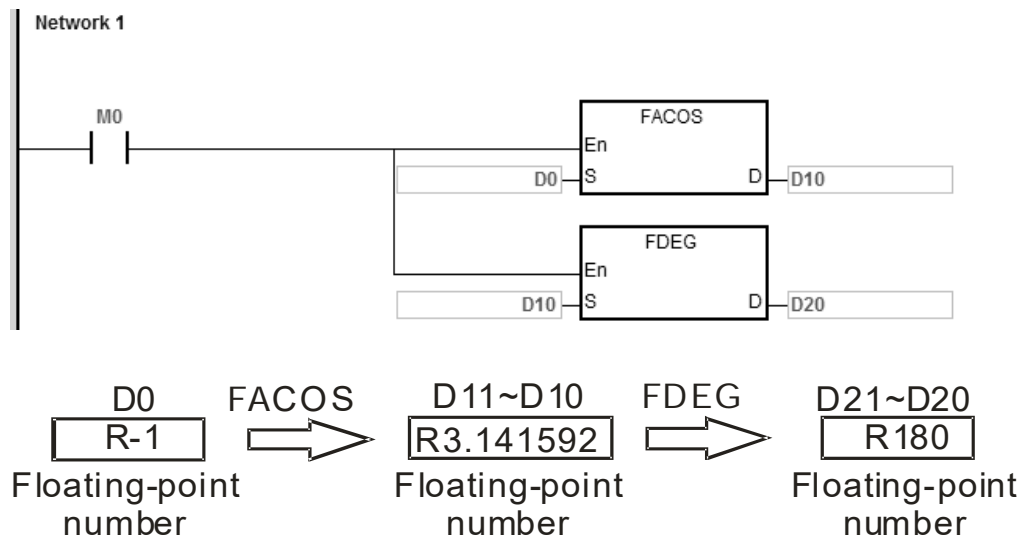 Network 1
M0
FACOS
En
D0 S D D10
FDEG
En
D10 S D D20
D0 FACOS D11~D10 FDEG D21~D20
R-1 R3.141592 R180
Floating-point Floating-point Floating-point
number number number